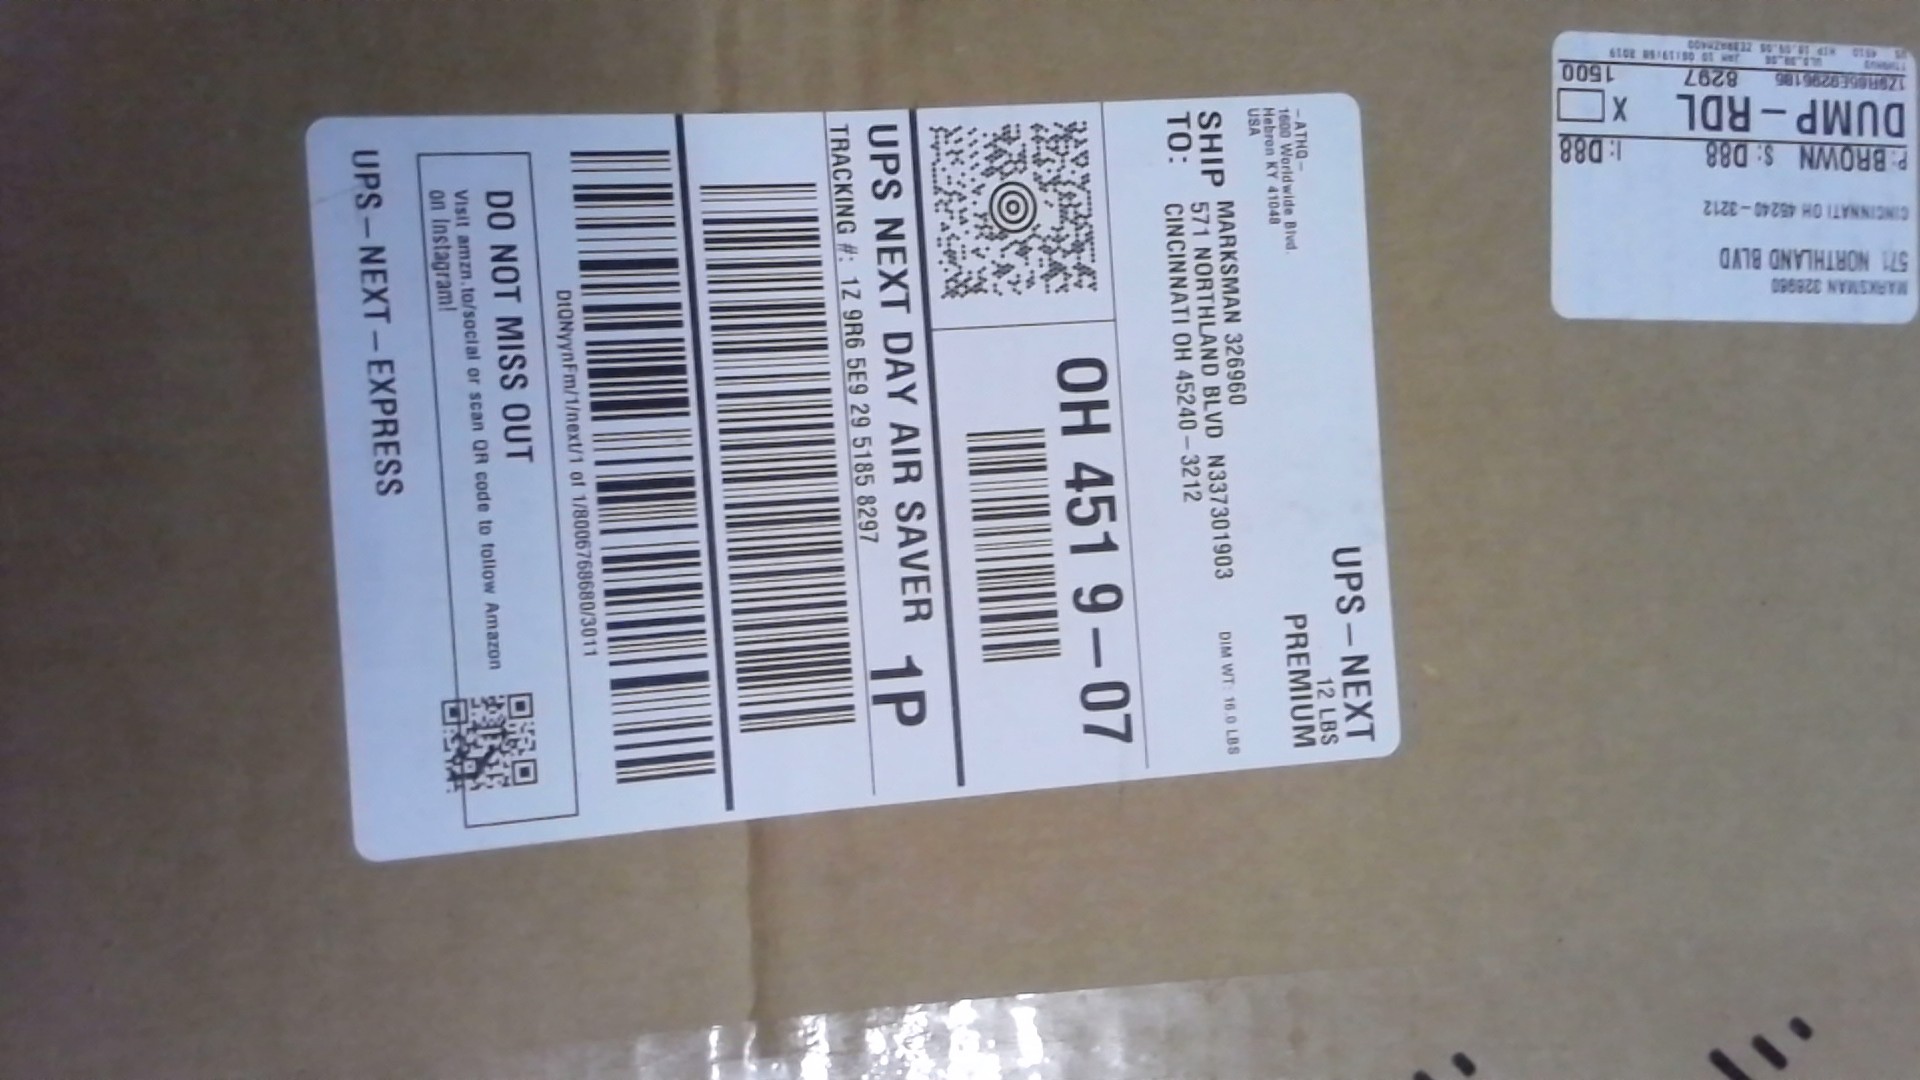 -ATHQ-
1600 Worldwide Blvd.
Hebron KY 41048
USA
UPS-NEXT
12 LBS
PREMIUM
DIM WT: 16.0 LBS
SHIP MARKSMAN 326960
TO: 571 NORTHLAND BLVD N337301903
CINCINNATI OH 45240-3212
OH 451 9-07
UPS NEXT DAY AIR SAVER 1P
TRACKING #: 1Z 9R6 5E9 29 5185 8297
DtQNyynFm/1/next/1 of 1/800676868​0/3011
DO NOT MISS OUT
Visit amzn.to/social or scan QR code to follow Amazon
on Instagram!
UPS-NEXT-EXPRESS
MARKSMAN 326960
571 NORTHLAND BLVD
CINCINNATI OH 45240-3212
P: BROWN S: D88 I: D88
DUMP-RDL X
8297 1500